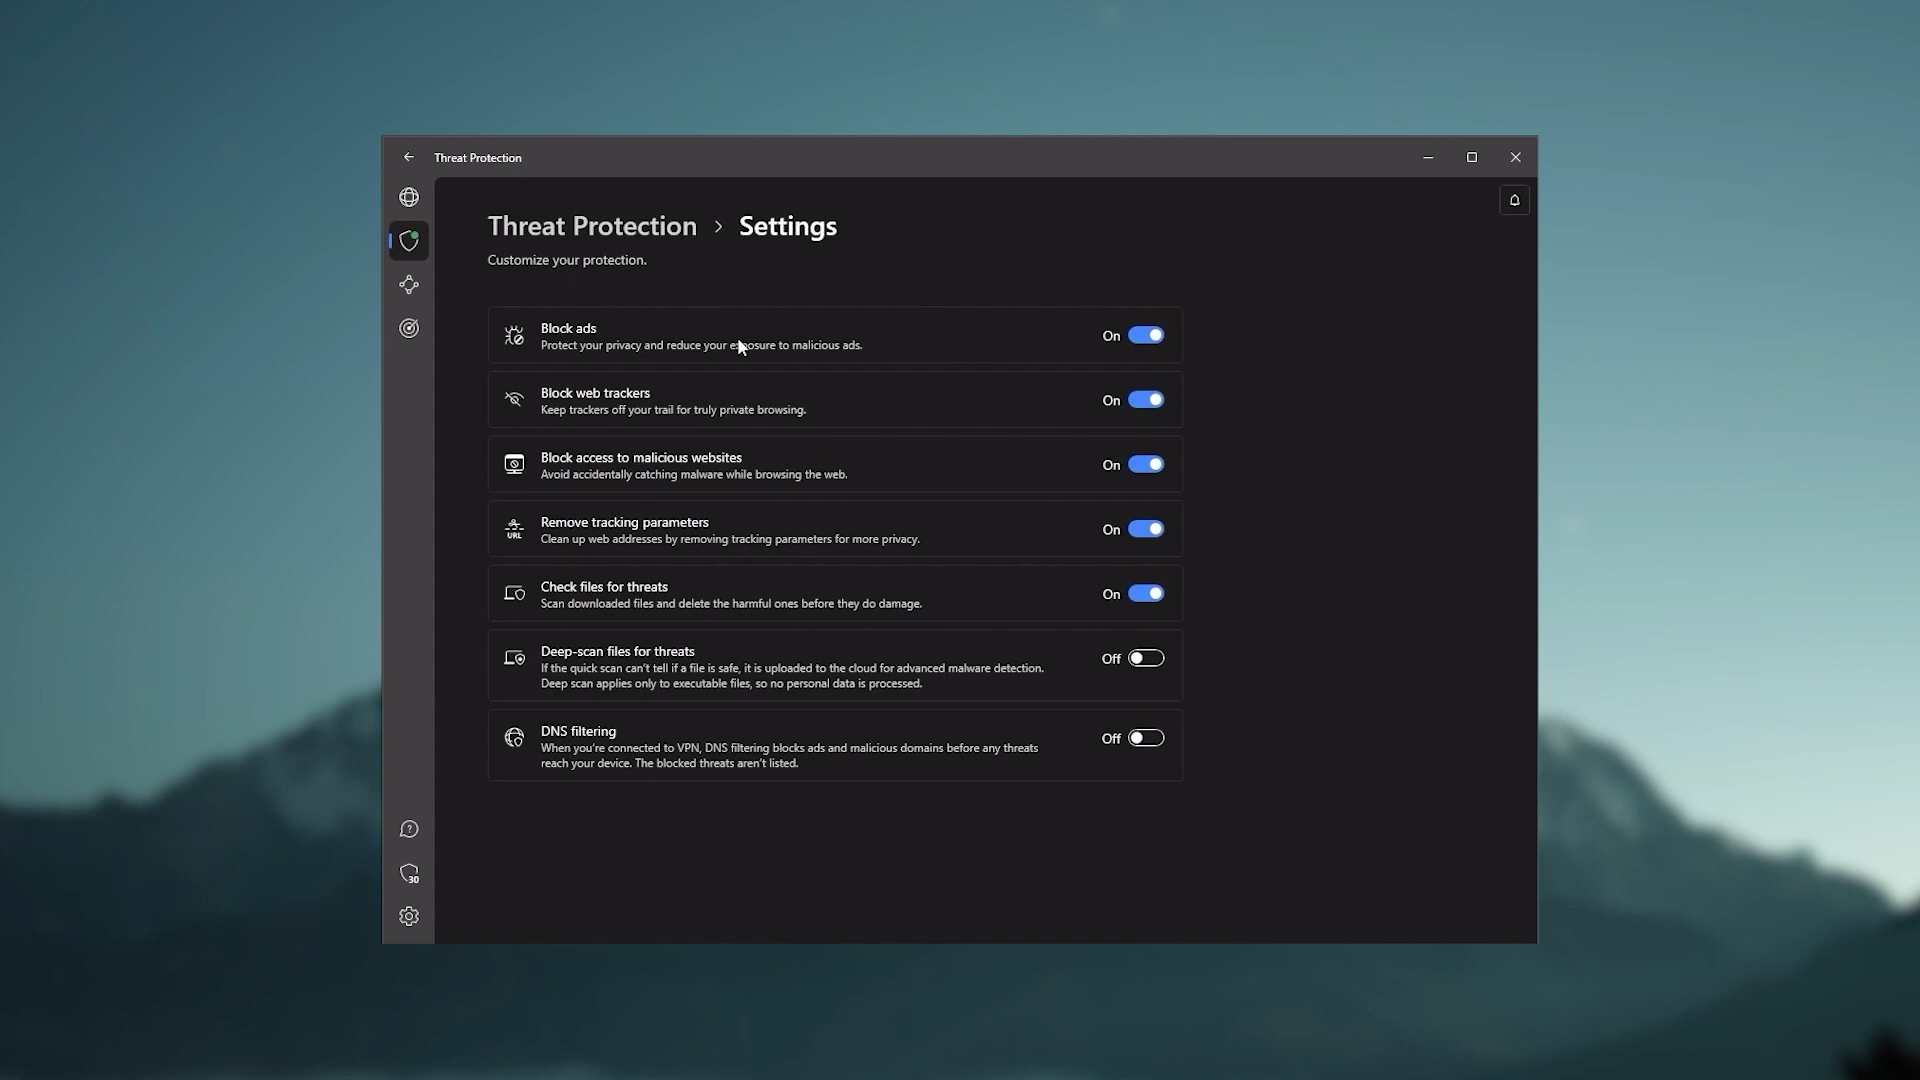 Threat Protection
Threat Protection > Settings
Customize your protection.
Block ads
Protect your privacy and reduce your exposure to malicious ads.
On
Block web trackers
Keep trackers off your trail for truly private browsing.
On
Block access to malicious websites
Avoid accidentally catching malware while browsing the web.
On
URL
Remove tracking parameters
Clean up web addresses by removing tracking parameters for more privacy.
On
Check files for threats
Scan downloaded files and delete the harmful ones before they do damage.
On
Deep-scan files for threats
If the quick scan can't tell if a file is safe, it is uploaded to the cloud for advanced malware detection.
Deep scan applies only to executable files, so no personal data is processed.
Off
DNS filtering
When you're connected to VPN, DNS filtering blocks ads and malicious domains before any threats
reach your device. The blocked threats aren't listed.
Off
30